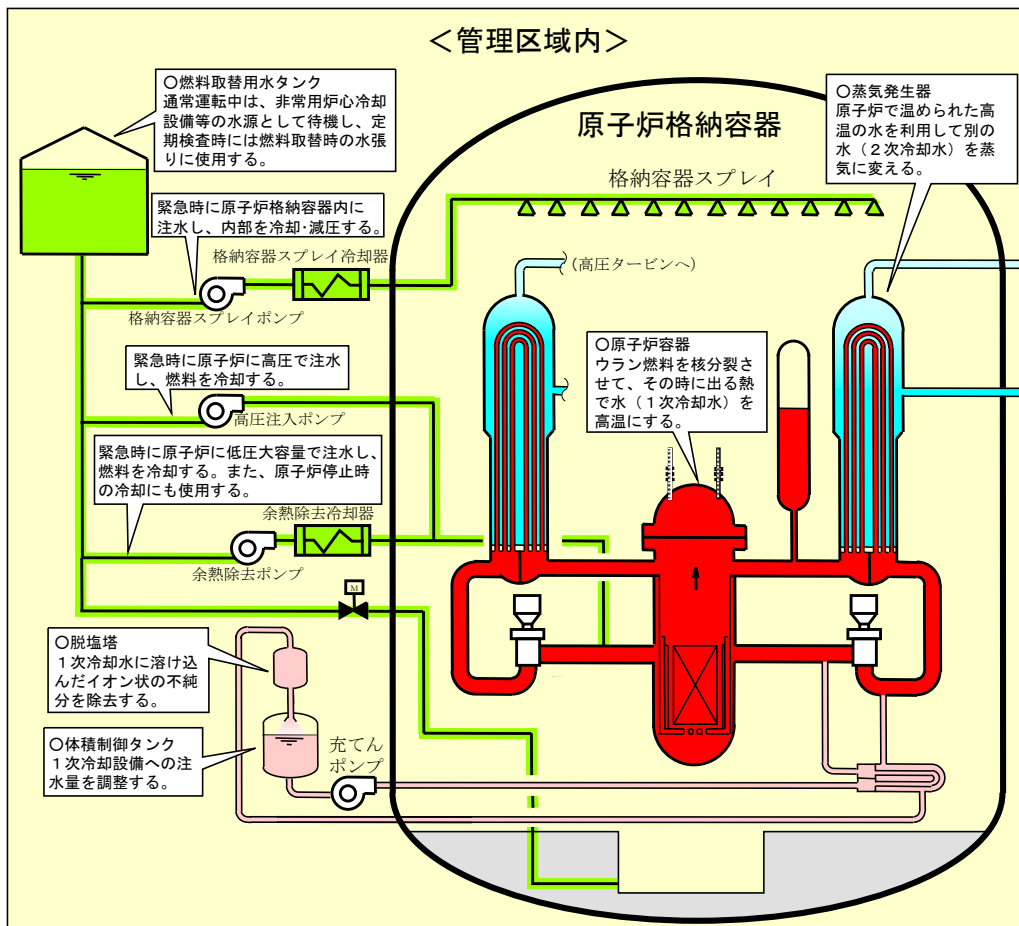 ＜管理区域内＞
○燃料取替用水タンク
通常運転中は、非常用炉心冷却
設備等の水源として待機し、定
期検査時には燃料取替時の水張
りに使用する。
○蒸気発生器
原子炉で温められた高
温の水を利用して別の
水（２次冷却水）を蒸
気に変える。
原子炉格納容器
格納容器スプレイ
緊急時に原子炉格納容器内に
注水し、内部を冷却･減圧する。
格納容器スプレイ冷却器
(高圧タービンへ)
格納容器スプレイポンプ
○原子炉容器
ウラン燃料を核分裂さ
せて、その時に出る熱
で水（１次冷却水）を
高温にする。
緊急時に原子炉に高圧で注水
し、燃料を冷却する。
高圧注入ポンプ
緊急時に原子炉に低圧大容量で注水し、
燃料を冷却する。また、原子炉停止時
の冷却にも使用する。
余熱除去冷却器
余熱除去ポンプ
M
○脱塩塔
１次冷却水に溶け込
んだイオン状の不純
分を除去する。
○体積制御タンク
１次冷却設備への注
水量を調整する。
充てん
ポンプ